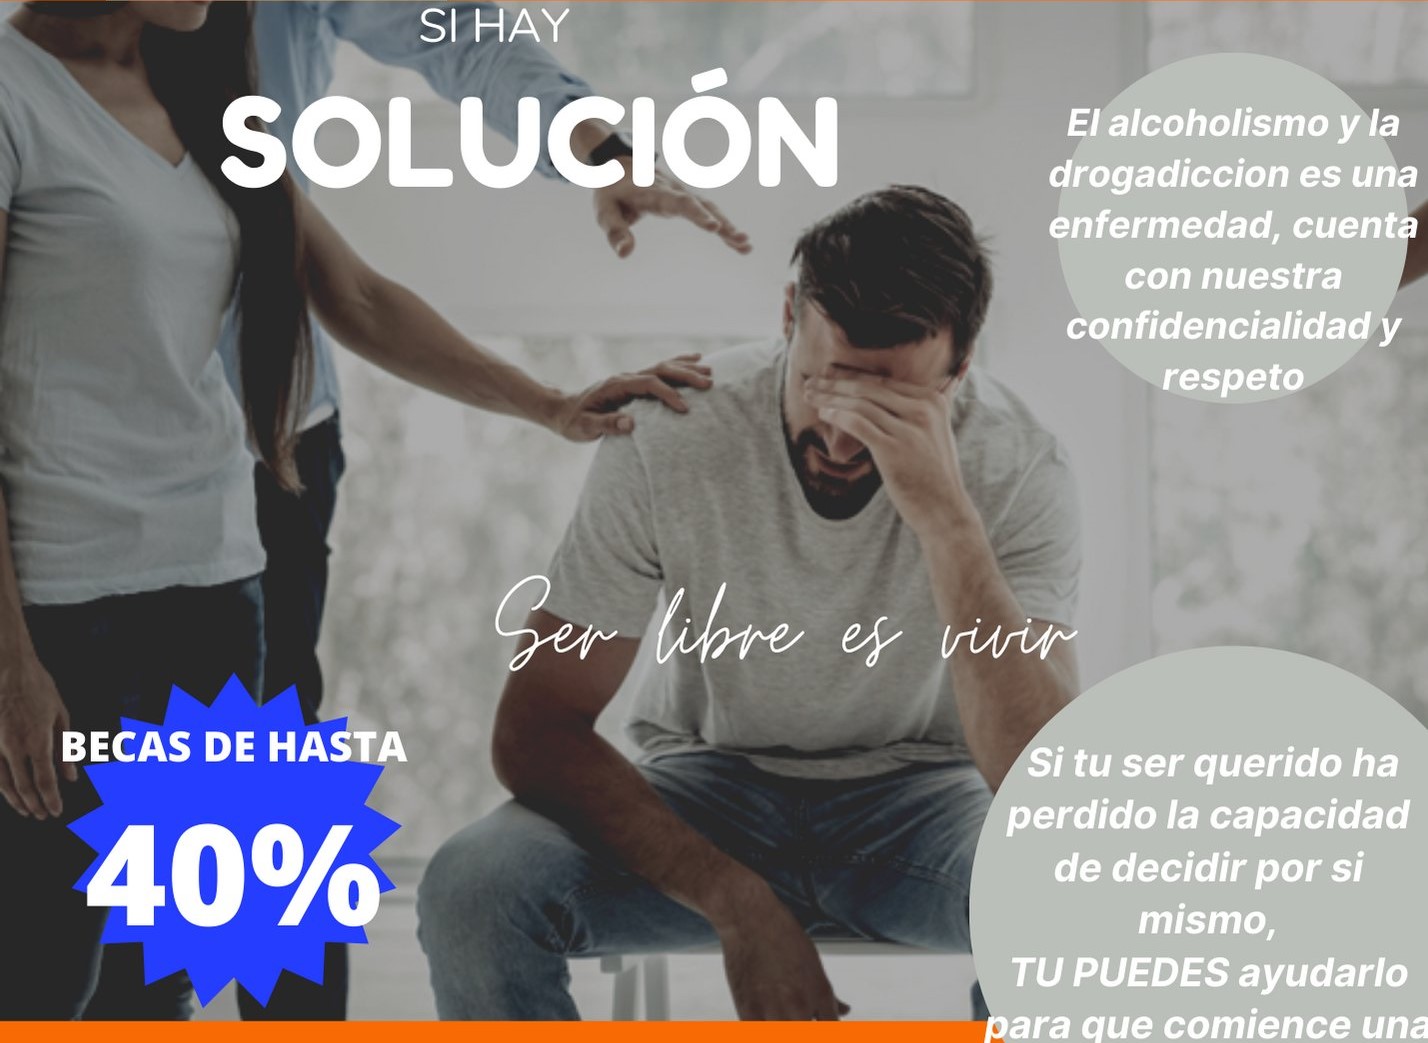 SI HAY
SOLUCIÓN
El alcoholismo y la
drogadiccion es una
enfermedad, cuenta
con nuestra
confidencialidad y
respeto
Ser libre es vivir
BECAS DE HASTA
40%
Si tu ser querido ha
perdido la capacidad
de decidir por si
mismo,
TU PUEDES ayudarlo
para que comience una